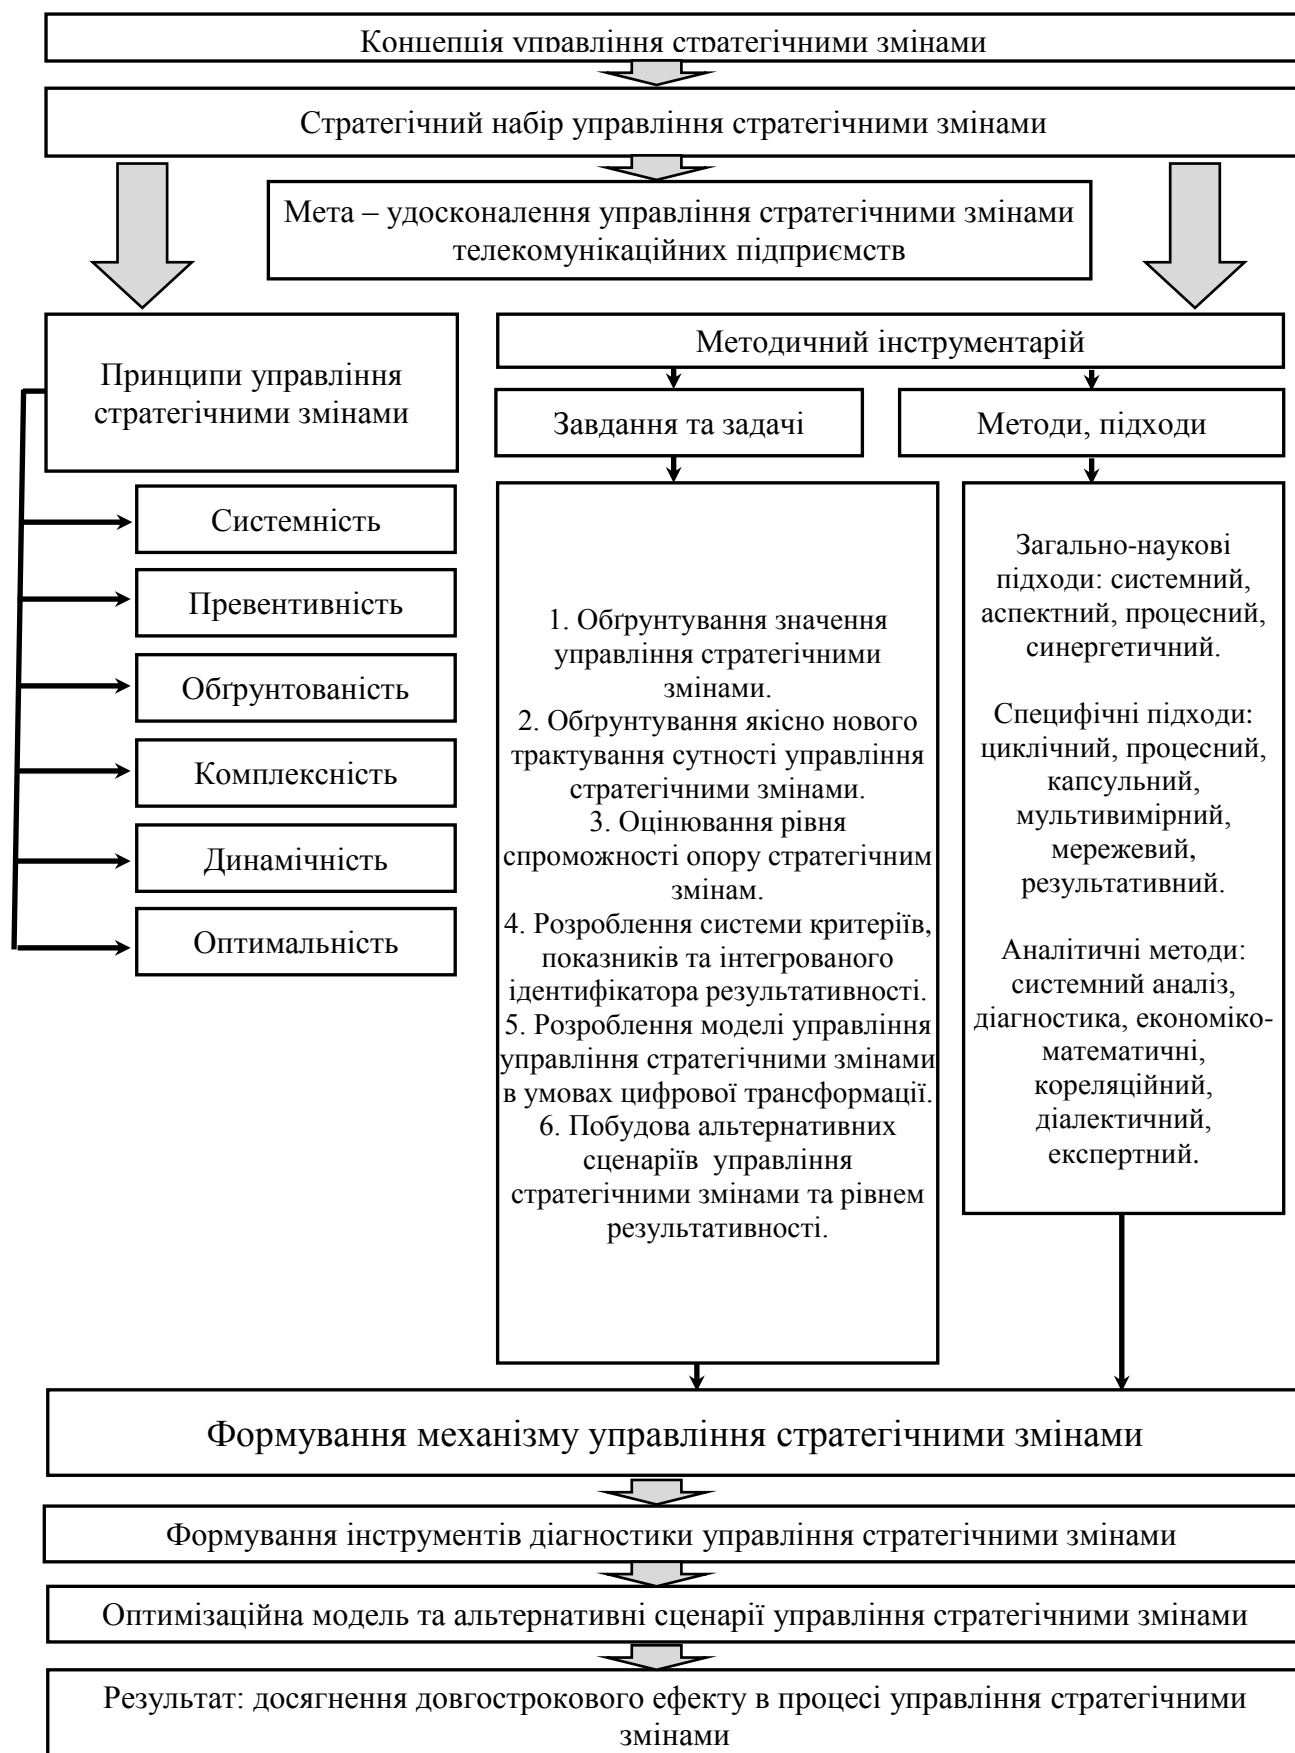 Концепція управління стратегічними змінами
Стратегічний набір управління стратегічними змінами
Мета – удосконалення управління стратегічними змінами
телекомунікаційних підприємств
Принципи управління
стратегічними змінами
Системність
Превентивність
Обґрунтованість
Комплексність
Динамічність
Оптимальність
Методичний інструментарій
Завдання та задачі
1. Обґрунтування значення
управління стратегічними
змінами.
2. Обґрунтування якісно нового
трактування сутності управління
стратегічними змінами.
3. Оцінювання рівня
спроможності опору стратегічним
змінам.
4. Розроблення системи критеріїв,
показників та інтегрованого
ідентифікатора результативності.
5. Розроблення моделі управління
управління стратегічними змінами
в умовах цифрової трансформації.
6. Побудова альтернативних
сценаріїв управління
стратегічними змінами та рівнем
результативності.
Методи, підходи
Загально-наукові
підходи: системний,
аспектний, процесний,
синергетичний.
Специфічні підходи:
циклічний, процесний,
капсульний,
мультивимірний,
мережевий,
результативний.
Аналітичні методи:
системний аналіз,
діагностика, економіко-
математичні,
кореляційний,
діалектичний,
експертний.
Формування механізму управління стратегічними змінами
Формування інструментів діагностики управління стратегічними змінами
Оптимізаційна модель та альтернативні сценарії управління стратегічними змінами
Результат: досягнення довгострокового ефекту в процесі управління стратегічними
змінами